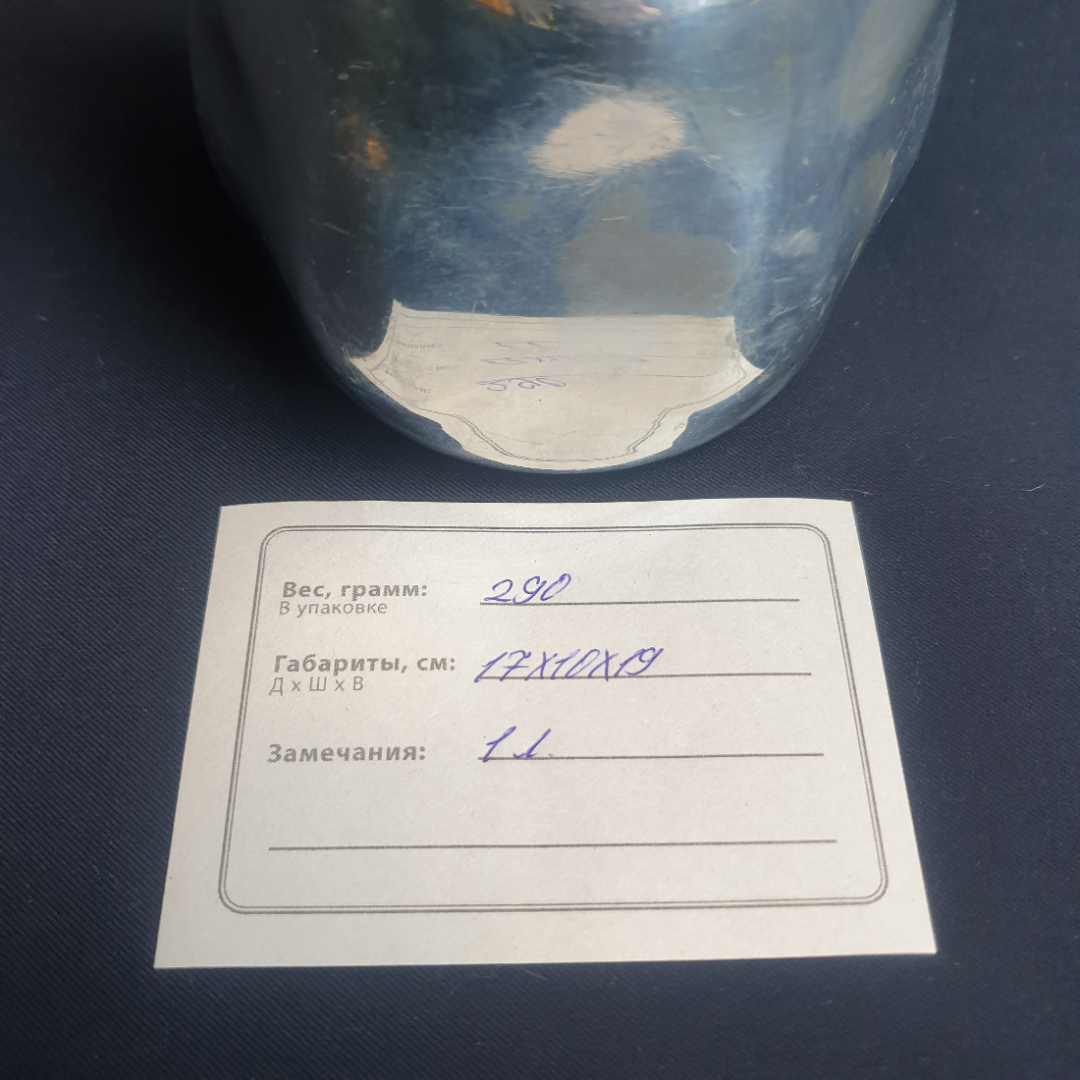 Вес, грамм: 290
В упаковке
Габариты, см: 17X10X19
Д х Ш х В
Замечания: 1 л.